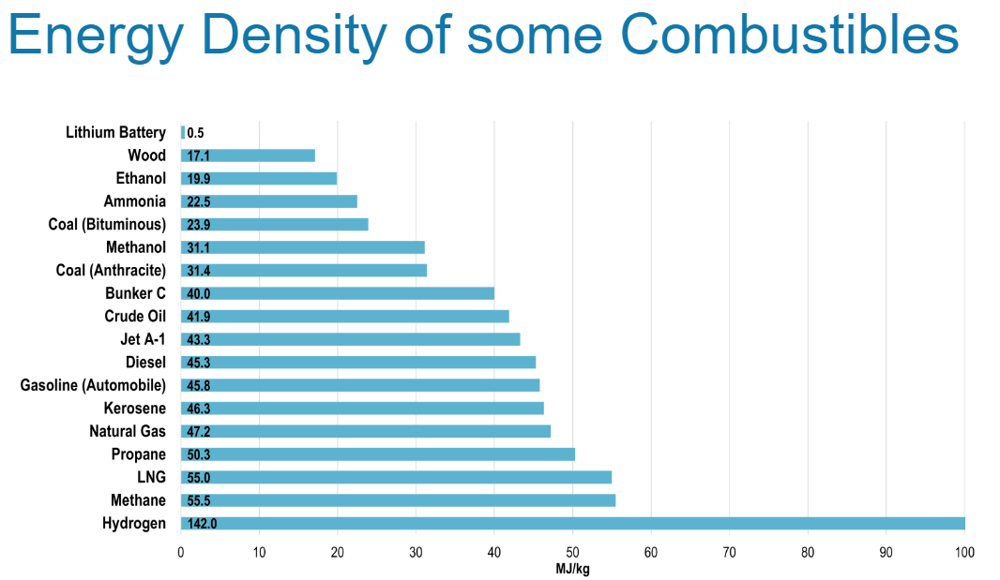 Energy Density of some Combustibles
Lithium Battery 0.5
Wood 17.1
Ethanol 19.9
Ammonia 22.5
Coal (Bituminous) 23.9
Methanol 31.1
Coal (Anthracite) 31.4
Bunker C 40.0
Crude Oil 41.9
Jet A-1 43.3
Diesel 45.3
Gasoline (Automobile) 45.8
Kerosene 46.3
Natural Gas 47.2
Propane 50.3
LNG 55.0
Methane 55.5
Hydrogen 142.0
0 10 20 30 40 50 60 70 80 90 100
MJ/kg